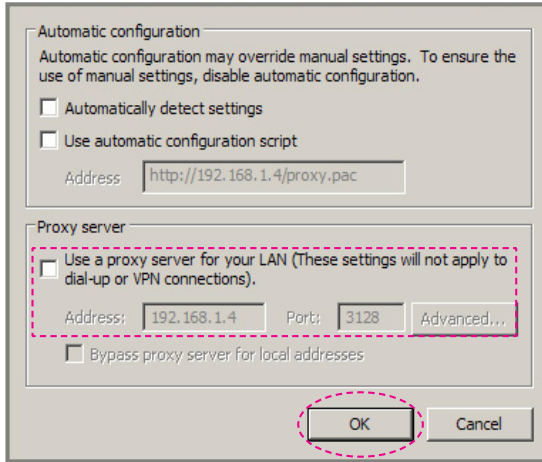 Automatic configuration
Automatic configuration may override manual settings. To ensure the
use of manual settings, disable automatic configuration.
Automatically detect settings
Use automatic configuration script
Address http://192.168.1.4/proxy.pac
Proxy server
Use a proxy server for your LAN (These settings will not apply to
dial-up or VPN connections).
Address: 192.168.1.4 Port: 3128 Advanced...
Bypass proxy server for local addresses
OK Cancel